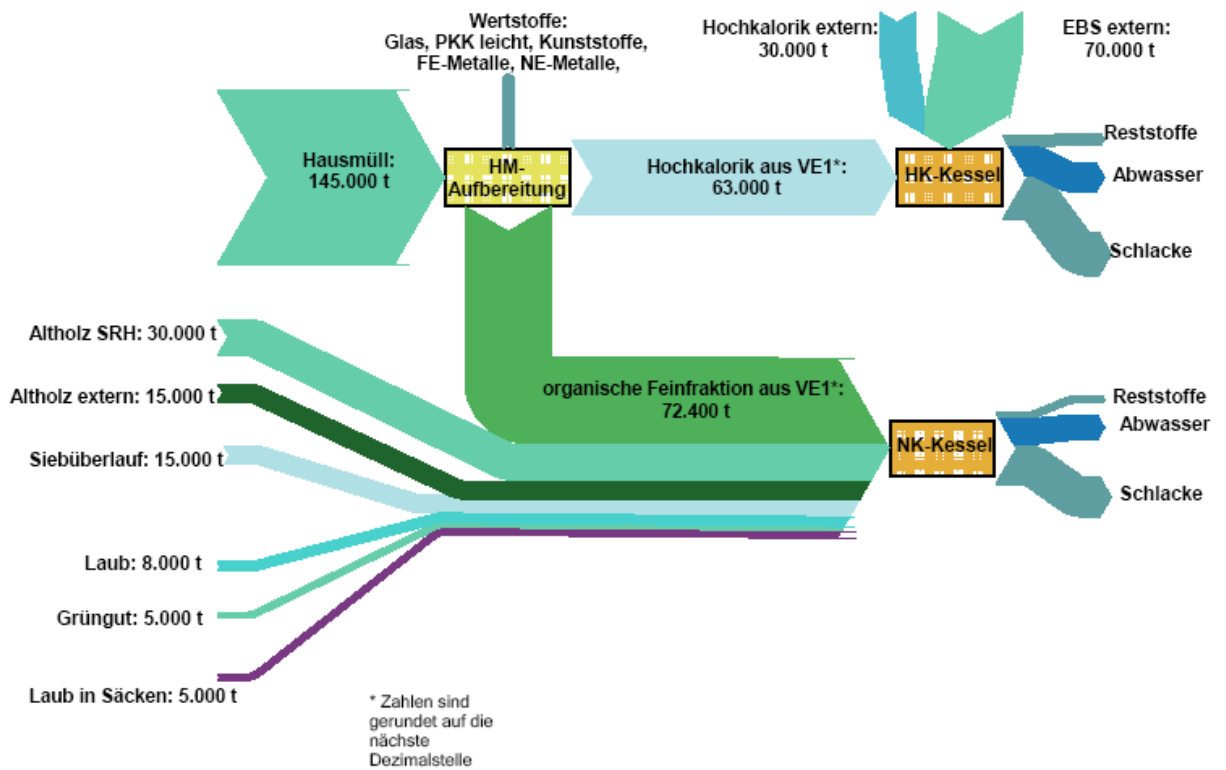 Wertstoffe:
Glas, PKK leicht, Kunststoffe,
FE-Metalle, NE-Metalle,
Hochkalorik extern:
30.000 t
EBS extern:
70.000 t
Hausmüll:
145.000 t
HM-
Aufbereitung
Hochkalorik aus VE1*:
63.000 t
HK-Kessel
Reststoffe
Abwasser
Schlacke
Altholz SRH: 30.000 t
Altholz extern: 15.000 t
Siebüberlauf: 15.000 t
Laub: 8.000 t
Grüngut: 5.000 t
Laub in Säcken: 5.000 t
organische Feinfraktion aus VE1*:
72.400 t
NK-Kessel
Reststoffe
Abwasser
Schlacke
* Zahlen sind
gerundet auf die
nächste
Dezimalstelle